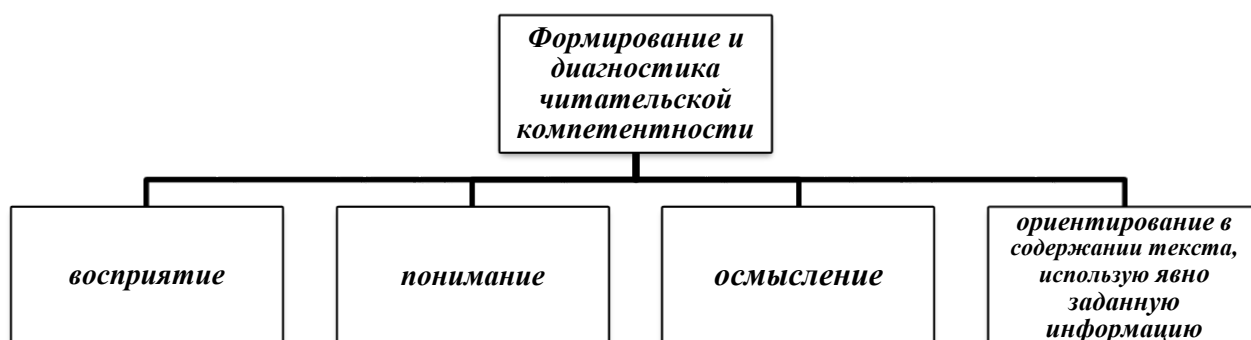 Формирование и
диагностика
читательской
компетентности
восприятие
понимание
осмысление
ориентирование в
содержании текста,
использую явно
заданную
информацию